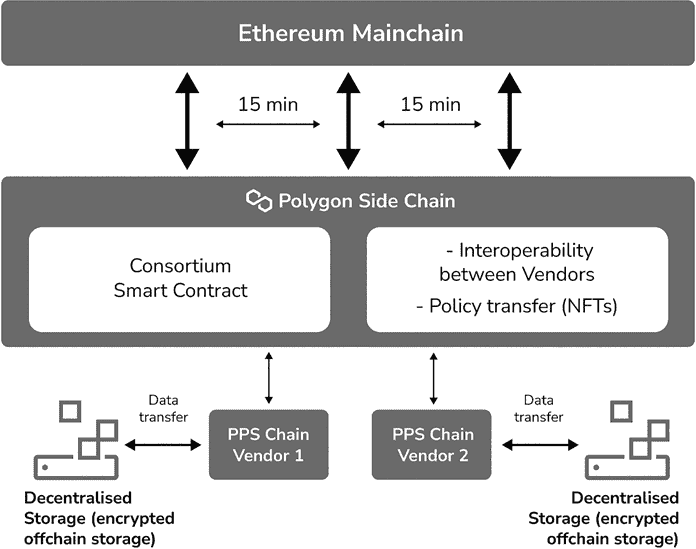 Ethereum Mainchain
15 min
15 min
Polygon Side Chain
Consortium
Smart Contract
- Interoperability
between Vendors
- Policy transfer (NFTs)
Data
transfer
PPS Chain
Vendor 1
PPS Chain
Vendor 2
Data
transfer
Decentralised
Storage (encrypted
offchain storage)
Decentralised
Storage (encrypted
offchain storage)